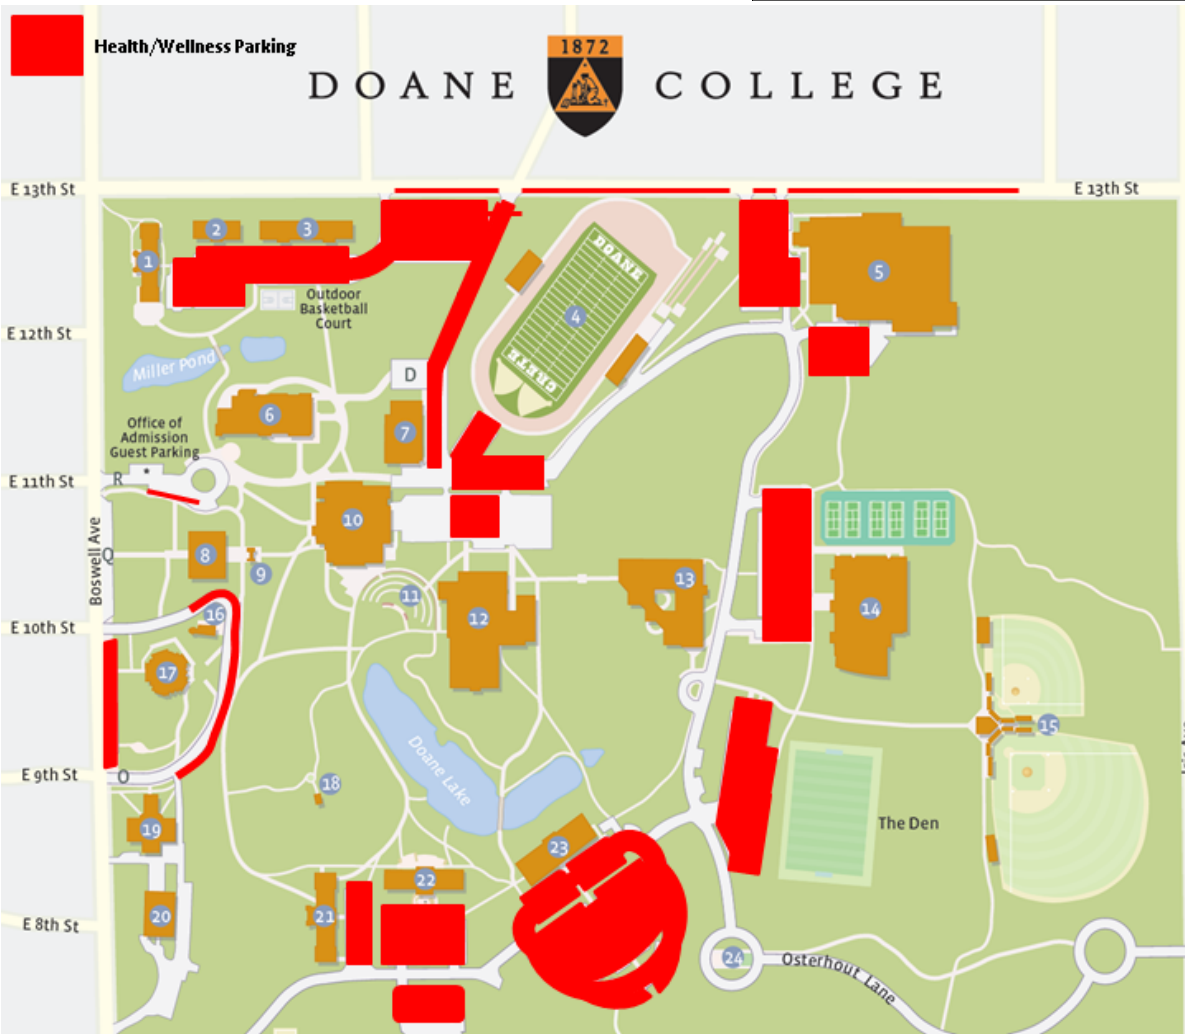 Health/Wellness Parking
1872
DOANE COLLEGE
E 13th St
E 13th St
2
3
1
DOANE
5
4
Outdoor
Basketball
Court
E 12th St
CRETE
Miller Pond
D
6
7
Office of
Admission
Guest Parking
*
R
E 11th St
10
Boswell Ave
Q
8
9
13
11
14
12
16
E 10th St
17
15
Doane Lake
E 9th St
O
18
19
The Den
23
22
20
21
E 8th St
24
Osterhout Lane